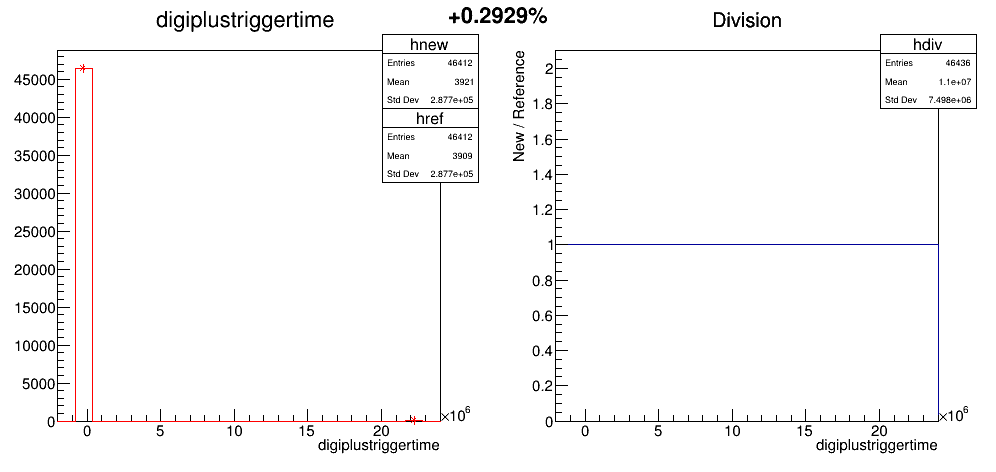 +0.2929%
digiplustriggertime
hnew
Entries 46412
Mean 3921
Std Dev 2.877e+05
href
Entries 46412
Mean 3909
Std Dev 2.877e+05
45000
40000
35000
30000
25000
20000
15000
10000
5000
0
0 5 10 15 20 ×10^6
digiplustriggertime
Division
hdiv
Entries 46436
Mean 1.1e+07
Std Dev 7.498e+06
New / Reference
2
1.8
1.6
1.4
1.2
1
0.8
0.6
0.4
0.2
0
0 5 10 15 20 ×10^6
digiplustriggertime